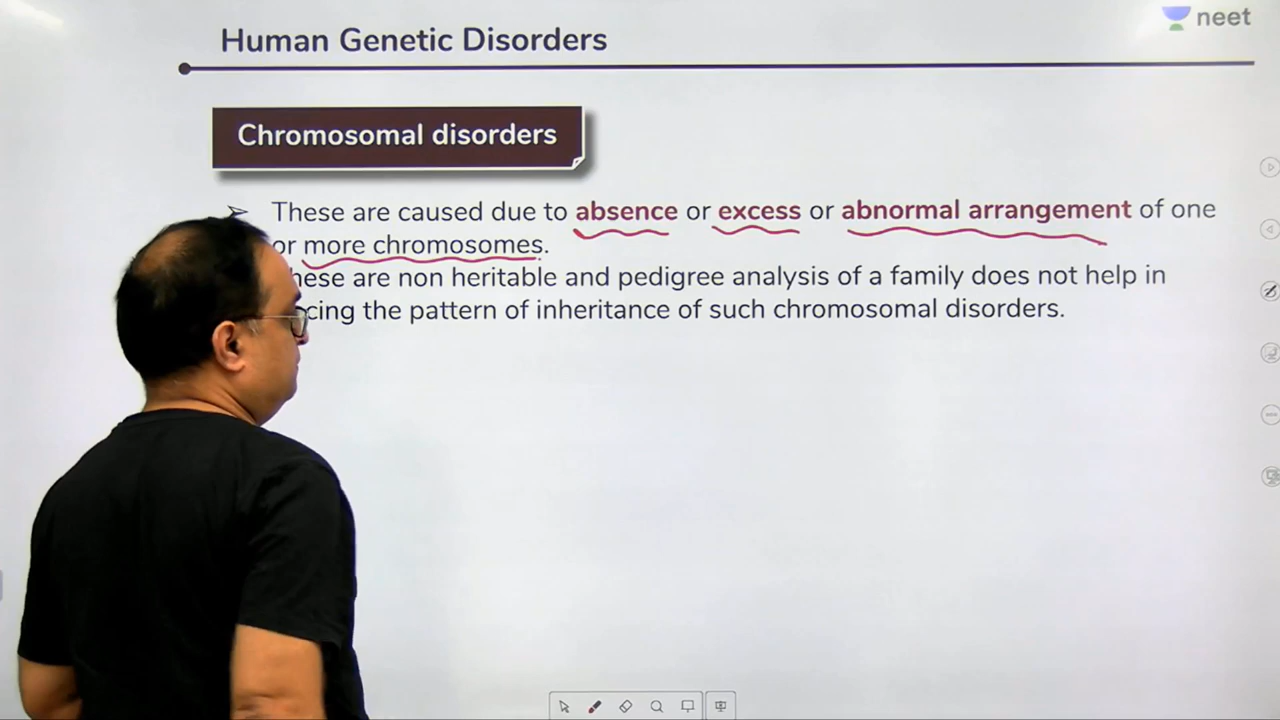 neet
Human Genetic Disorders
Chromosomal disorders
These are caused due to absence or excess or abnormal arrangement of one
or more chromosomes.
hese are non heritable and pedigree analysis of a family does not help in
cing the pattern of inheritance of such chromosomal disorders.